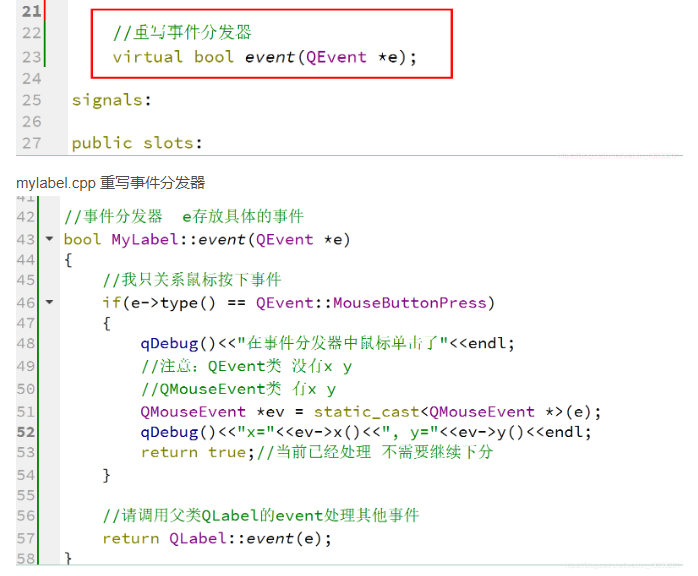 21
22 //重写事件分发器
23 virtual bool event(QEvent *e);
24
25 signals:
26
27 public slots:
mylabel.cpp 重写事件分发器
41
42 //事件分发器 e存放具体的事件
43 bool MyLabel::event(QEvent *e)
44 {
45 //我只关系鼠标按下事件
46 if(e->type() == QEvent::MouseButtonPress)
47 {
48 qDebug()<<"在事件分发器中鼠标单击了"<<endl;
49 //注意：QEvent类 没有x y
50 //QMouseEvent类 有x y
51 QMouseEvent *ev = static_cast<QMouseEvent *>(e);
52 qDebug()<<"x="<<ev->x()<<", y="<<ev->y()<<endl;
53 return true;//当前已经处理 不需要继续下分
54 }
55
56 //请调用父类QLabel的event处理其他事件
57 return QLabel::event(e);
58 }